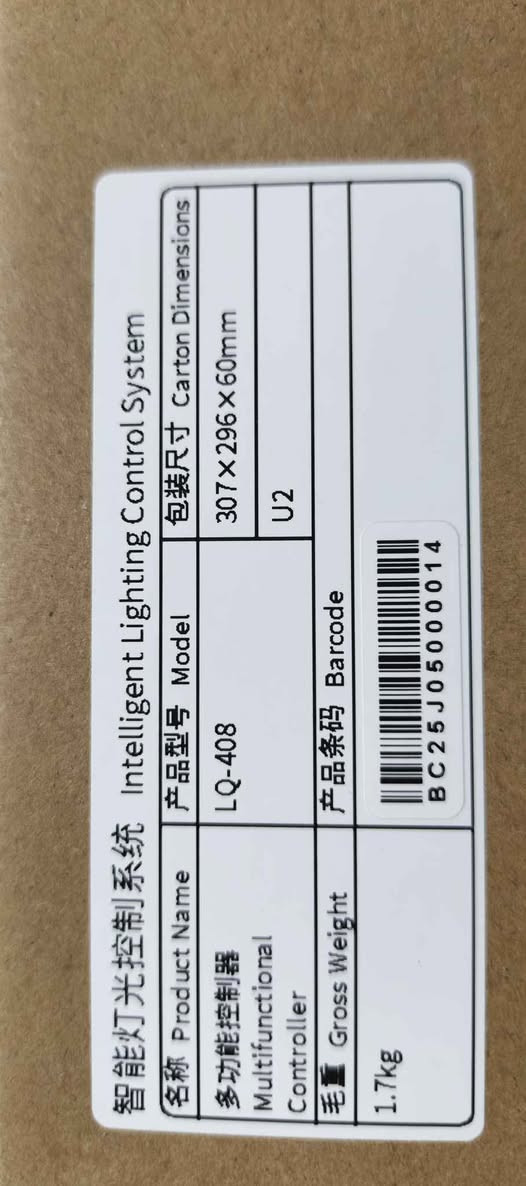 智能灯光控制系统 Intelligent Lighting Control System
名称 Product Name
产品型号 Model
包装尺寸 Carton Dimensions
多功能控制器
Multifunctional
Controller
LQ-408
307×296×60mm
U2
毛重 Gross Weight
产品条码 Barcode
1.7kg
BC25J05000014